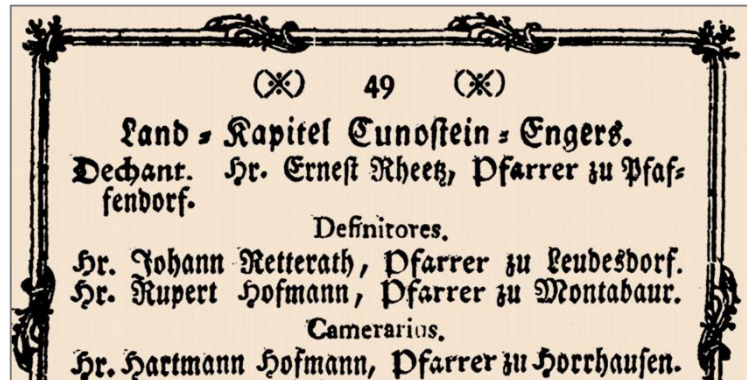 (※) 49 (※)
Land = Kapitel Cunostein = Engers.
Dechant. Hr. Ernest Rheetz, Pfarrer zu Pfaf=
fendorf.
Definitores.
Hr. Johann Retterath, Pfarrer zu Leudesdorf.
Hr. Rupert Hofmann, Pfarrer zu Montabaur.
Camerarius.
Hr. Hartmann Hofmann, Pfarrer zu Horrhausen.